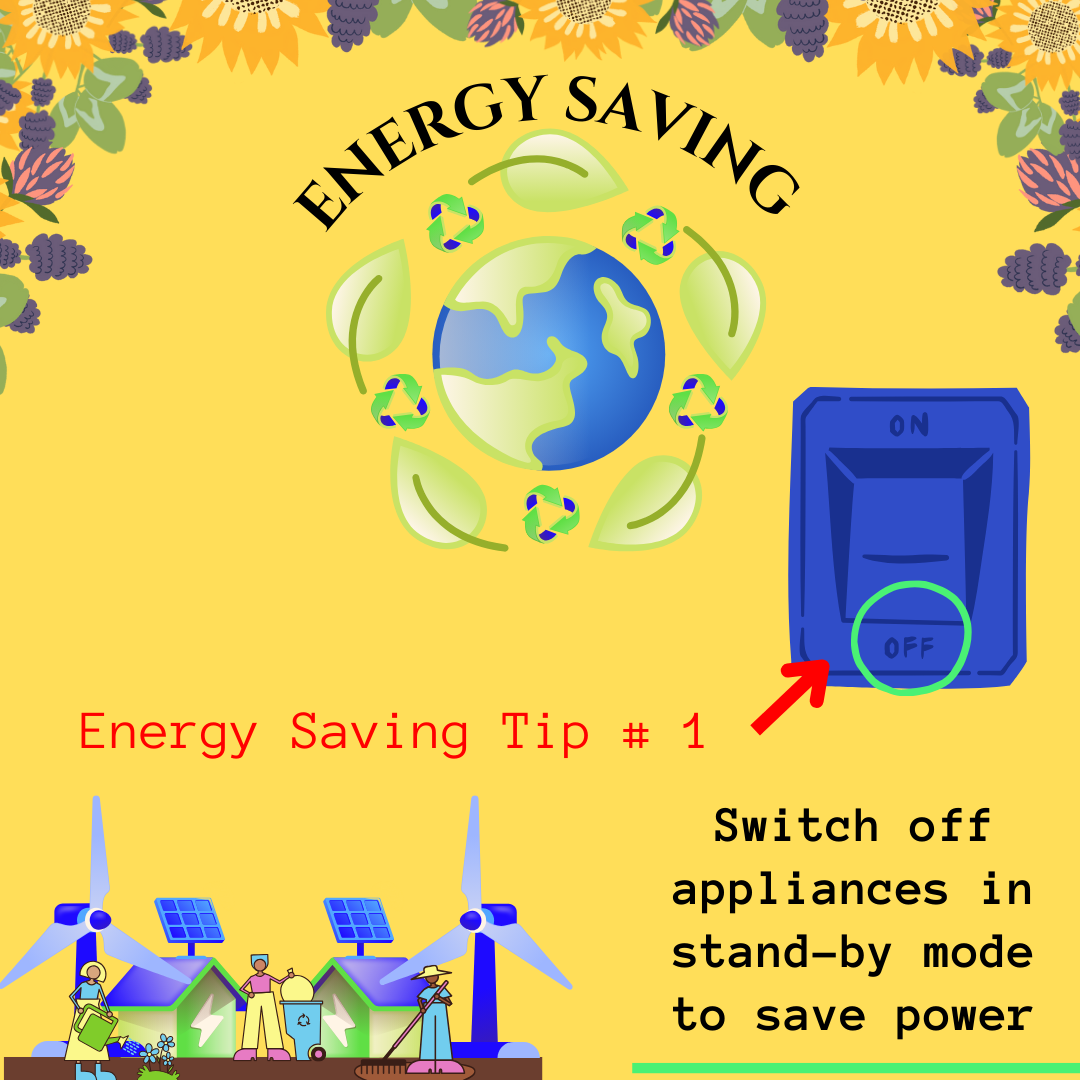 ENERGY SAVING
ON
OFF
Energy Saving Tip # 1
Switch off
appliances in
stand-by mode
to save power